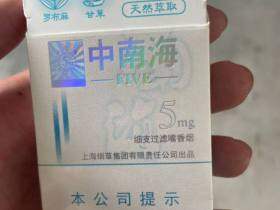 罗布麻
甘草
天然萃取
中南海
FIVE
5mg
细支过滤嘴香烟
上海烟草集团有限责任公司出品
本公司提示